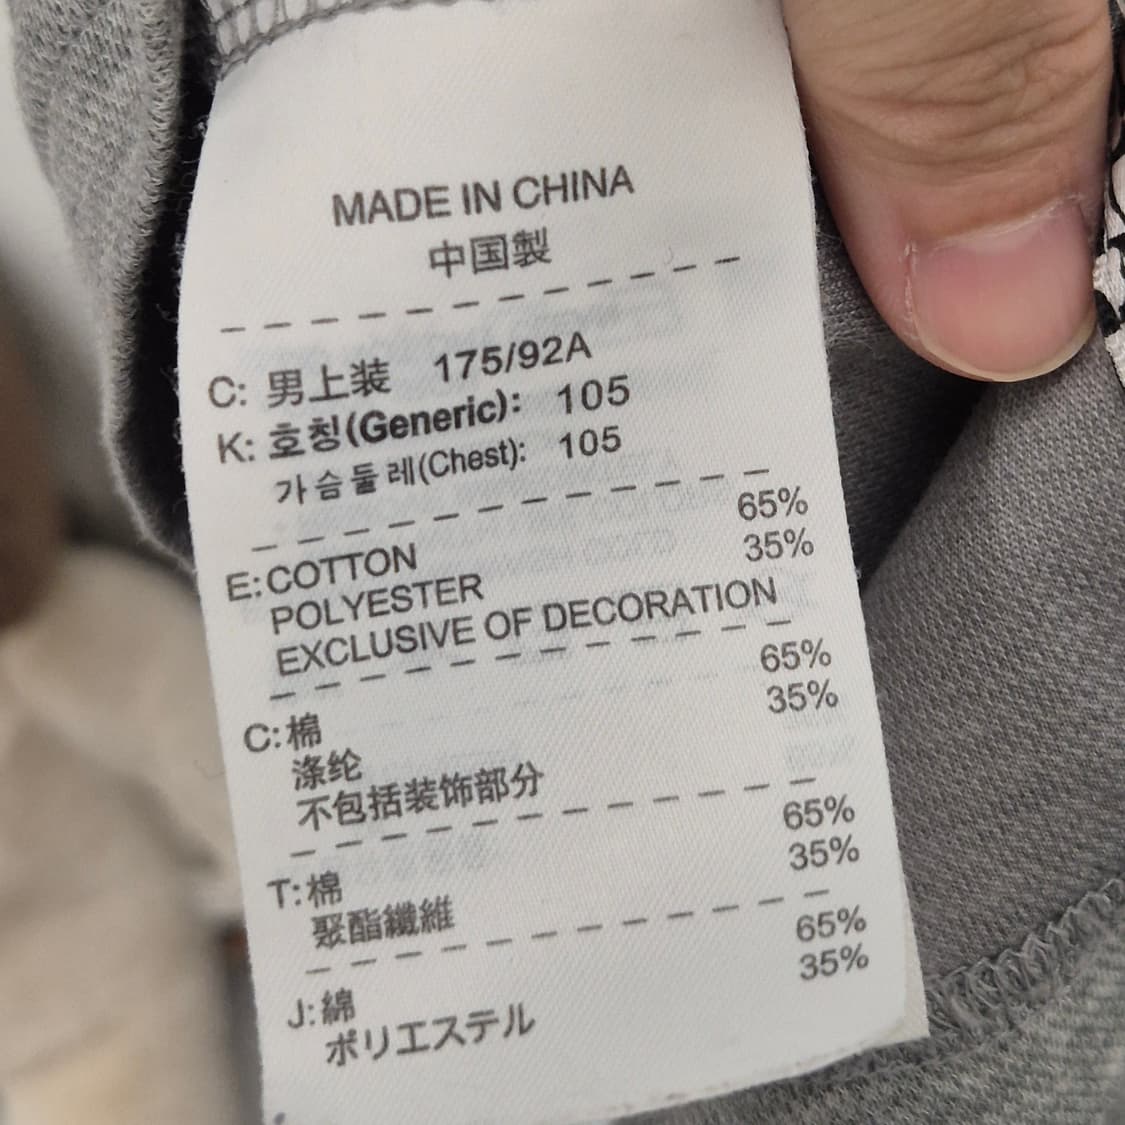 MADE IN CHINA
中国製
C: 男上装 175/92A
K: 호칭(Generic): 105
가슴둘레(Chest): 105
E:COTTON 65%
POLYESTER 35%
EXCLUSIVE OF DECORATION
C:棉 65%
涤纶 35%
不包括装饰部分
T:棉 65%
聚酯纖維 35%
J:綿 65%
ポリエステル 35%